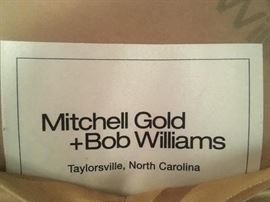 Mitchell Gold
+Bob Williams
Taylorsville, North Carolina